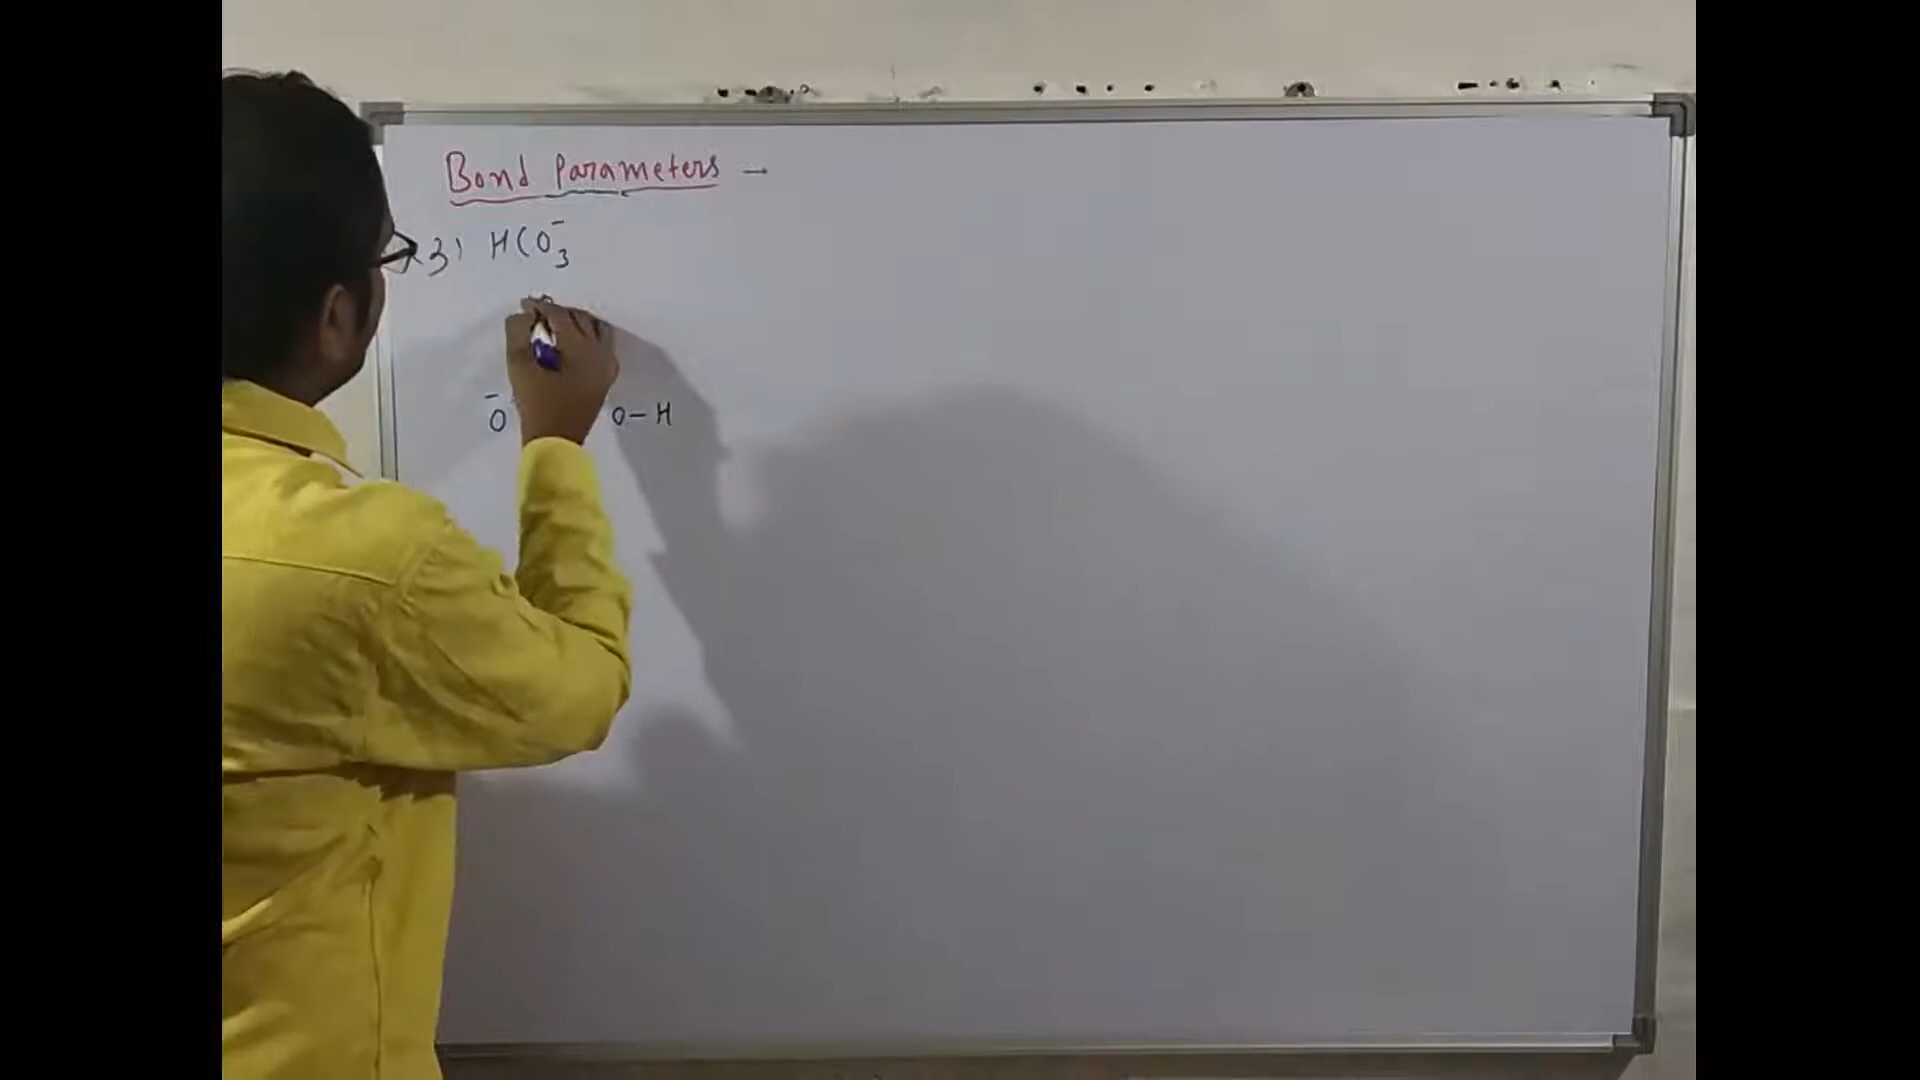 Bond Parameters –
3) HCO₃⁻
O
⁻O O–H